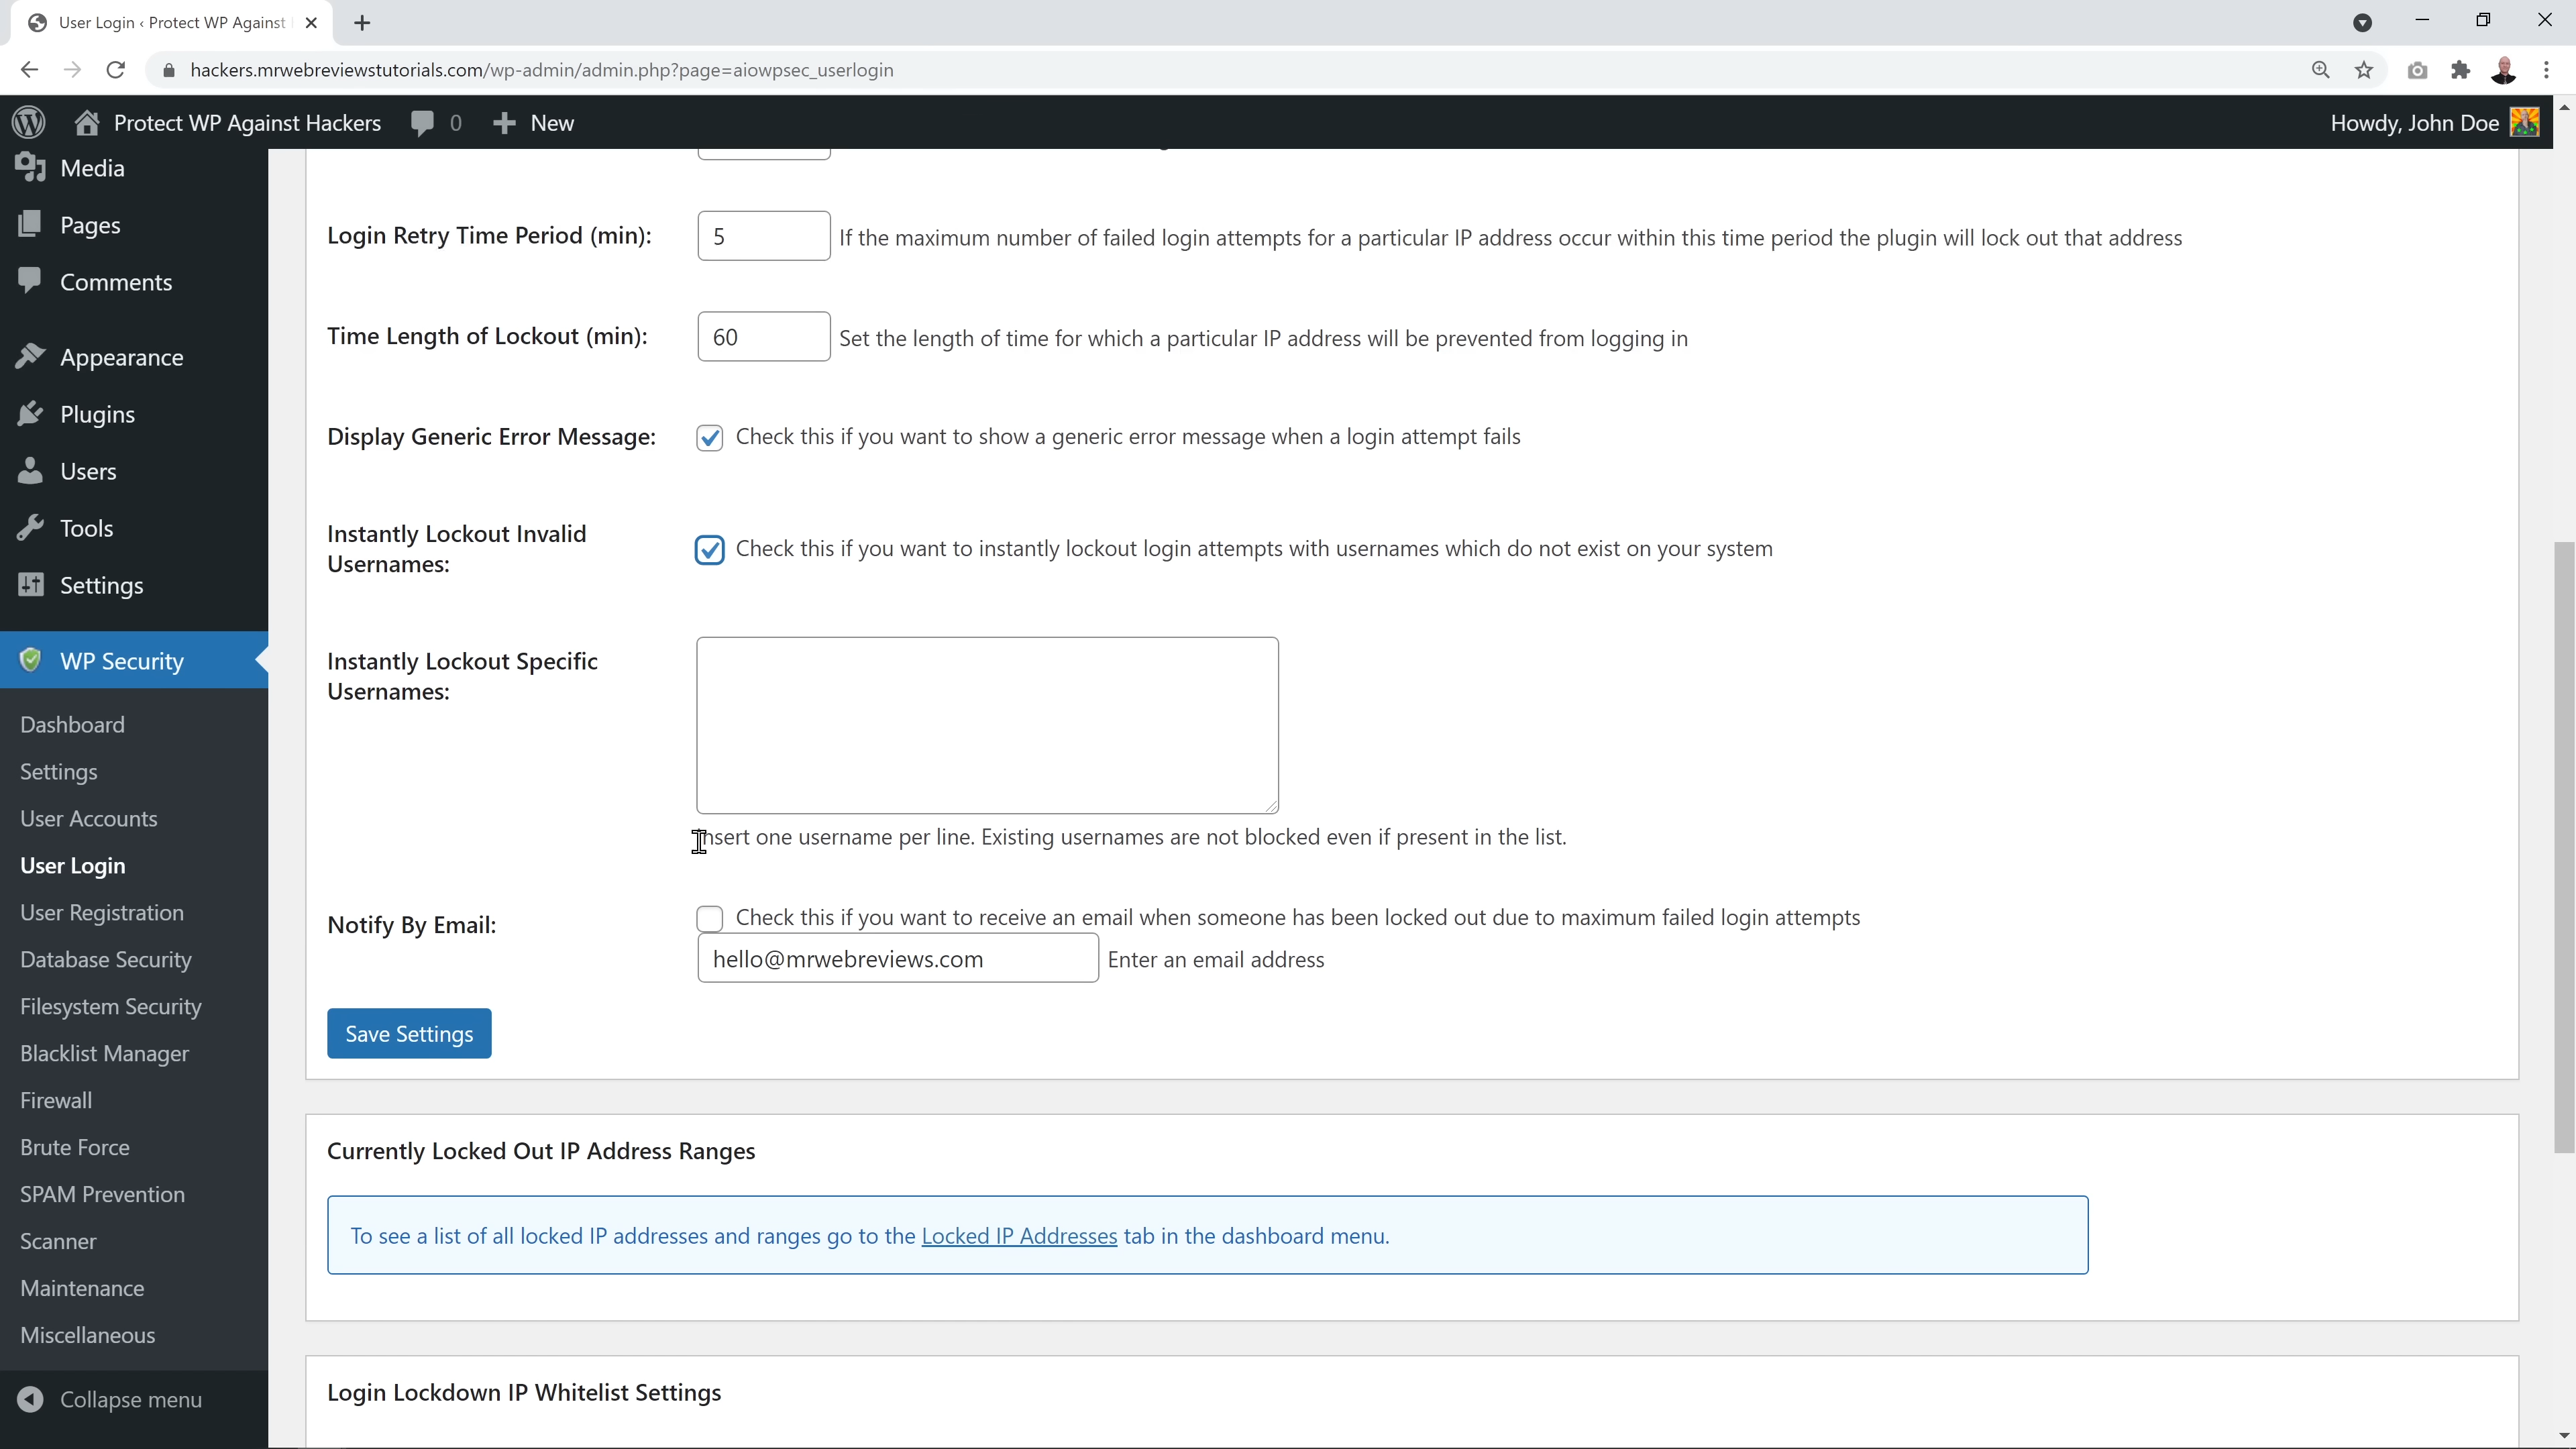 User Login ‹ Protect WP Against
hackers.mrwebreviewstutorials.com/wp-admin/admin.php?page=aiowpsec_userlogin
Protect WP Against Hackers 0 New Howdy, John Doe
Media
Pages
Comments
Appearance
Plugins
Users
Tools
Settings
WP Security
Dashboard
Settings
User Accounts
User Login
User Registration
Database Security
Filesystem Security
Blacklist Manager
Firewall
Brute Force
SPAM Prevention
Scanner
Maintenance
Miscellaneous
Collapse menu
Login Retry Time Period (min): 5 If the maximum number of failed login attempts for a particular IP address occur within this time period the plugin will lock out that address
Time Length of Lockout (min): 60 Set the length of time for which a particular IP address will be prevented from logging in
Display Generic Error Message: Check this if you want to show a generic error message when a login attempt fails
Instantly Lockout Invalid
Usernames:
Check this if you want to instantly lockout login attempts with usernames which do not exist on your system
Instantly Lockout Specific
Usernames:
Insert one username per line. Existing usernames are not blocked even if present in the list.
Notify By Email: Check this if you want to receive an email when someone has been locked out due to maximum failed login attempts
hello@mrwebreviews.com Enter an email address
Save Settings
Currently Locked Out IP Address Ranges
To see a list of all locked IP addresses and ranges go to the Locked IP Addresses tab in the dashboard menu.
Login Lockdown IP Whitelist Settings